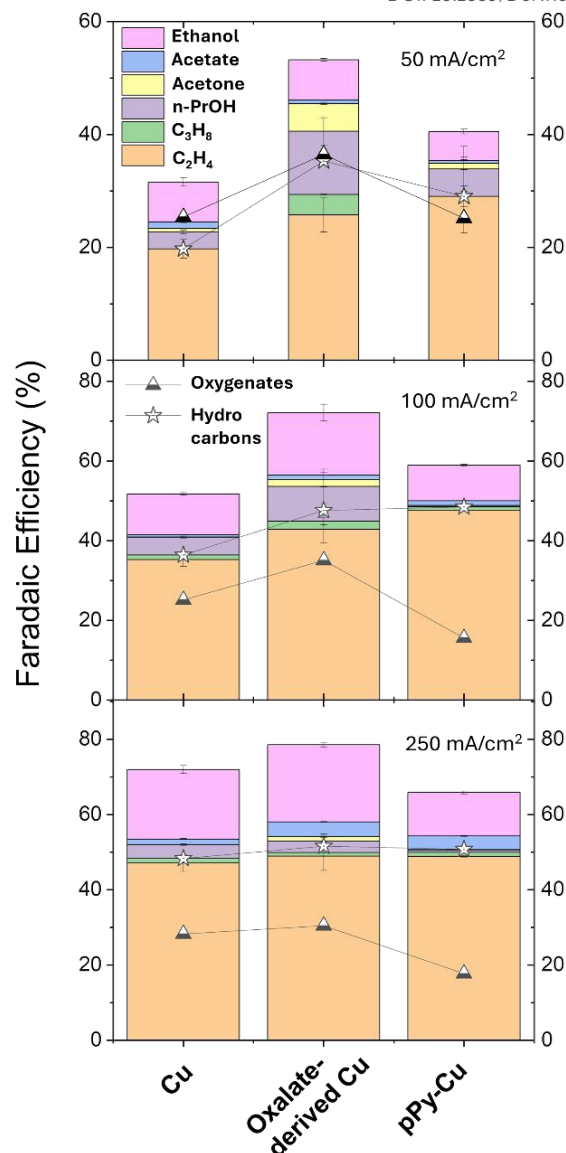 60
60
Ethanol
Acetate
Acetone
n-PrOH
C₃H₈
C₂H₄
50 mA/cm²
40
40
20
20
0
0
80
80
Oxygenates
Hydro
carbons
100 mA/cm²
60
60
40
40
20
20
0
0
80
80
250 mA/cm²
60
60
40
40
20
20
0
0
Faradaic Efficiency (%)
Cu
Oxalate-
derived Cu
pPy-Cu